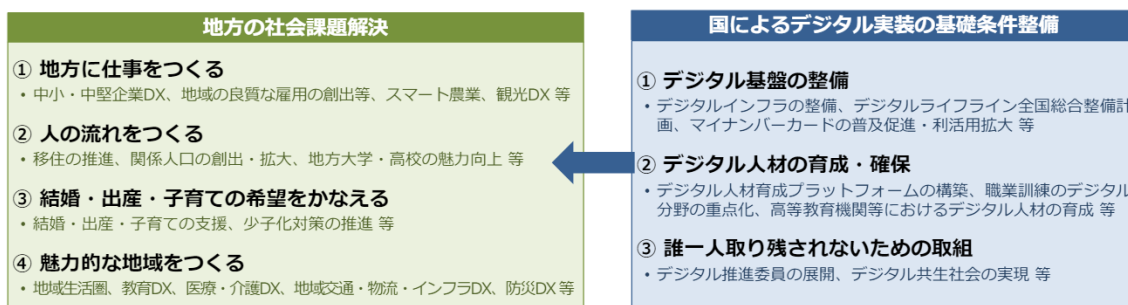 地方の社会課題解決
① 地方に仕事をつくる
・中小・中堅企業DX、地域の良質な雇用の創出等、スマート農業、観光DX 等
② 人の流れをつくる
・移住の推進、関係人口の創出・拡大、地方大学・高校の魅力向上 等
③ 結婚・出産・子育ての希望をかなえる
・結婚・出産・子育ての支援、少子化対策の推進 等
④ 魅力的な地域をつくる
・地域生活圏、教育DX、医療・介護DX、地域交通・物流・インフラDX、防災DX 等
国によるデジタル実装の基礎条件整備
① デジタル基盤の整備
・デジタルインフラの整備、デジタルライフライン全国総合整備計
画、マイナンバーカードの普及促進・利活用拡大 等
② デジタル人材の育成・確保
・デジタル人材育成プラットフォームの構築、職業訓練のデジタル
分野の重点化、高等教育機関等におけるデジタル人材の育成 等
③ 誰一人取り残されないための取組
・デジタル推進委員の展開、デジタル共生社会の実現 等